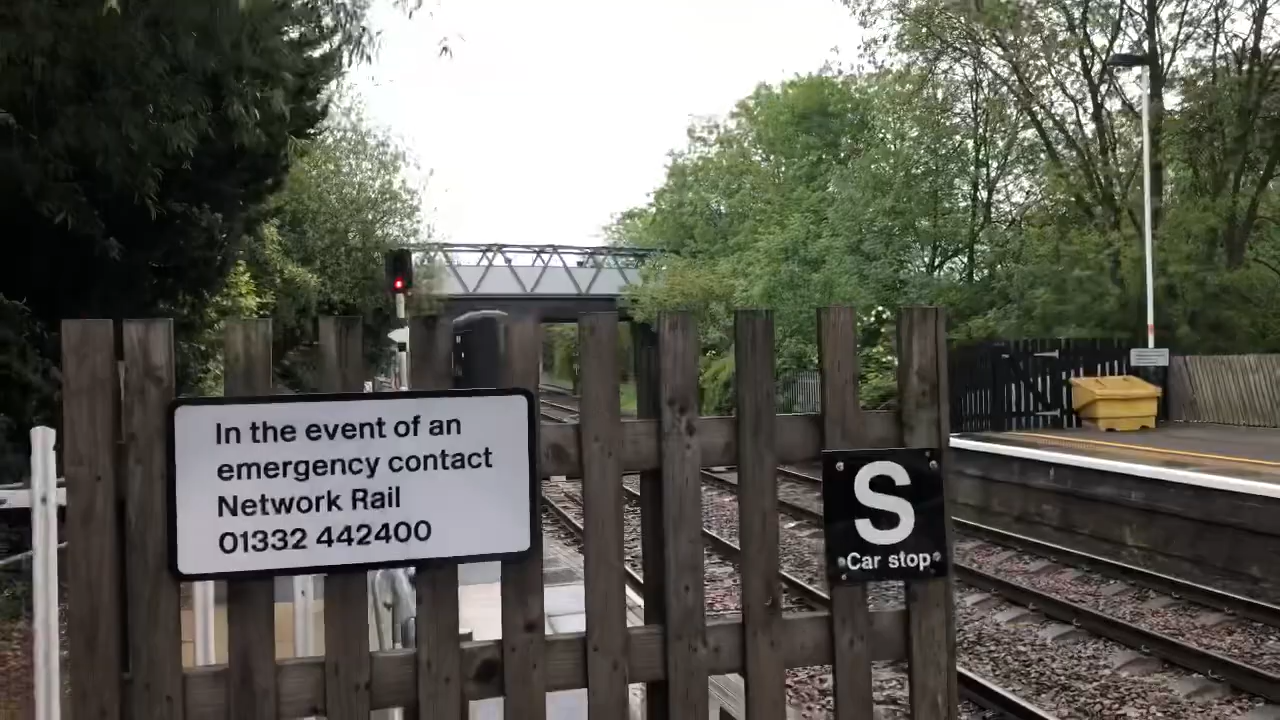 In the event of an
emergency contact
Network Rail
01332 442400
S
Car stop